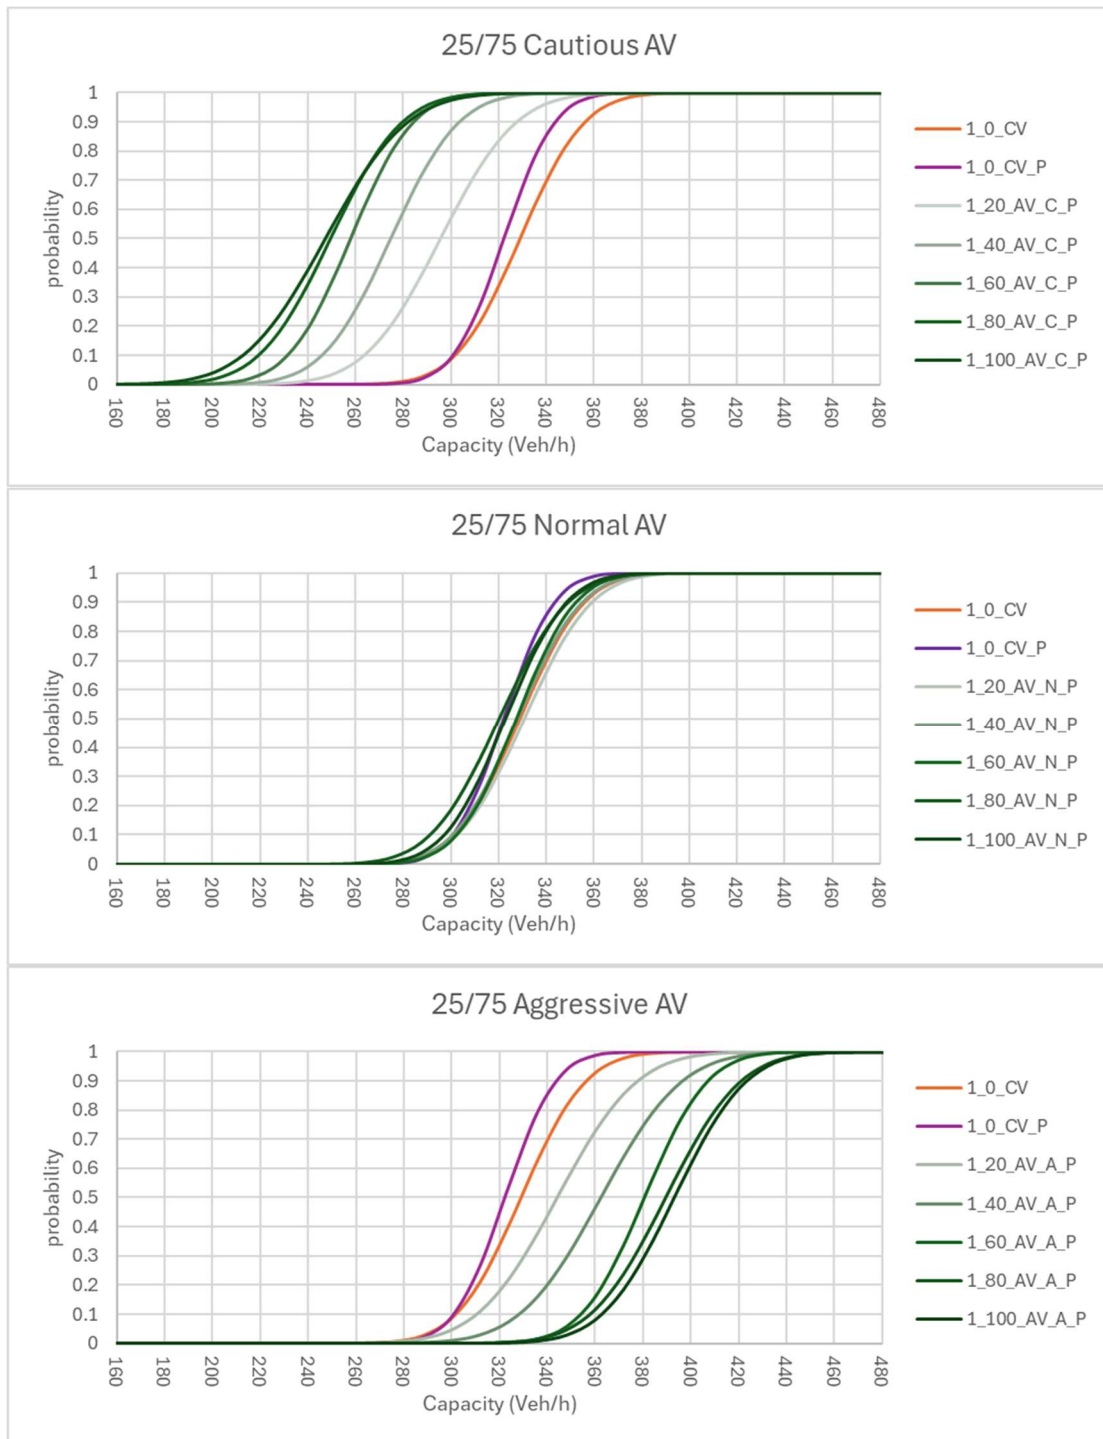 25/75 Cautious AV
1
0.9
0.8
0.7
0.6
0.5
0.4
0.3
0.2
0.1
0
probability
160
180
200
220
240
260
280
300
320
340
360
380
400
420
440
460
480
Capacity (Veh/h)
1_0_CV
1_0_CV_P
1_20_AV_C_P
1_40_AV_C_P
1_60_AV_C_P
1_80_AV_C_P
1_100_AV_C_P
25/75 Normal AV
1
0.9
0.8
0.7
0.6
0.5
0.4
0.3
0.2
0.1
0
probability
160
180
200
220
240
260
280
300
320
340
360
380
400
420
440
460
480
Capacity (Veh/h)
1_0_CV
1_0_CV_P
1_20_AV_N_P
1_40_AV_N_P
1_60_AV_N_P
1_80_AV_N_P
1_100_AV_N_P
25/75 Aggressive AV
1
0.9
0.8
0.7
0.6
0.5
0.4
0.3
0.2
0.1
0
probability
160
180
200
220
240
260
280
300
320
340
360
380
400
420
440
460
480
Capacity (Veh/h)
1_0_CV
1_0_CV_P
1_20_AV_A_P
1_40_AV_A_P
1_60_AV_A_P
1_80_AV_A_P
1_100_AV_A_P